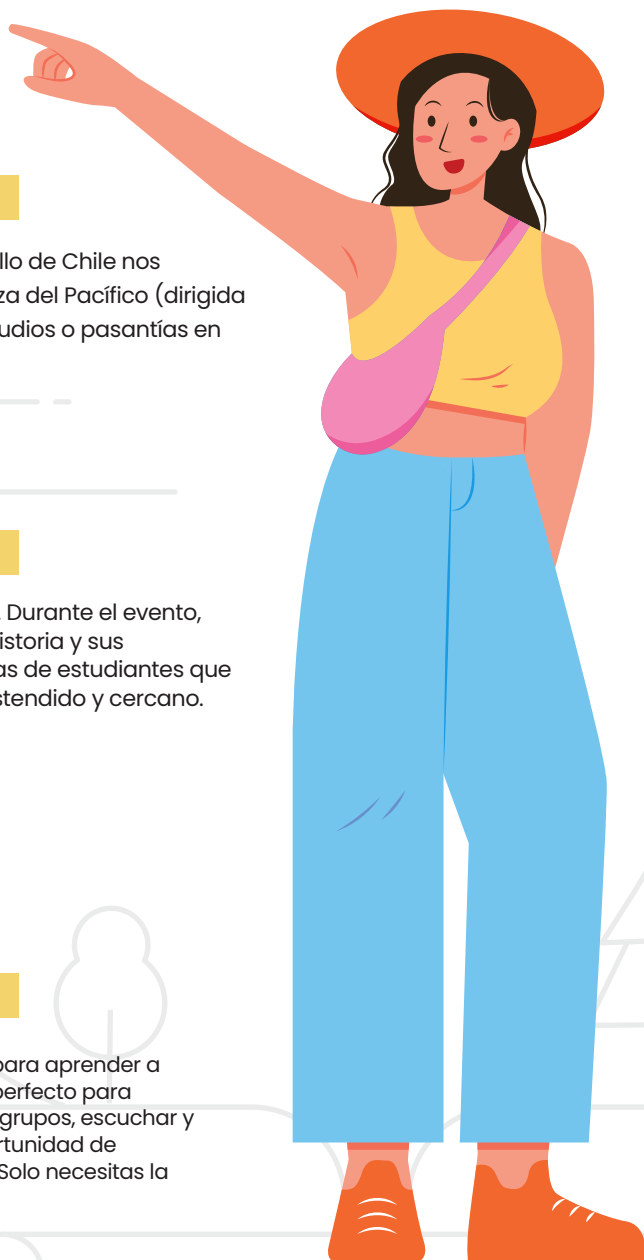 llo de Chile nos
za del Pacífico (dirigida
udios o pasantías en
. Durante el evento,
istoria y sus
as de estudiantes que
stendido y cercano.
para aprender a
perfecto para
grupos, escuchar y
rtunidad de
Solo necesitas la